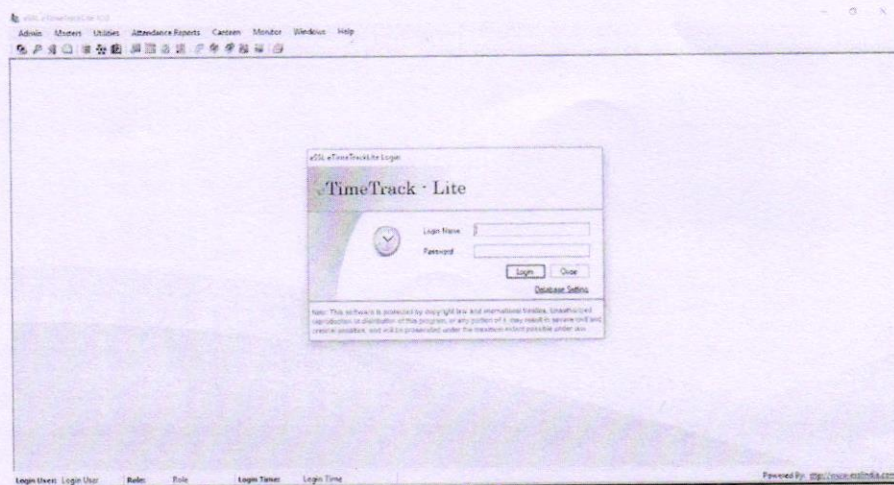 eSSL eTimeTrackLite
Admin Masters Utilities Attendance Reports Canteen Monitor Windows Help
eSSL eTimeTrackLite Login
eTimeTrack - Lite
Login Name
Password
Login Close
Database Setting
Note: This software is protected by copyright law and international treaties. Unauthorized
reproduction or distribution of this program, or any portion of it, may result in severe civil and
criminal penalties, and will be prosecuted under the maximum extent possible under law.
Login User: Login User Role: Role Login Time: Login Time Powered By: http://www.esslindia.com